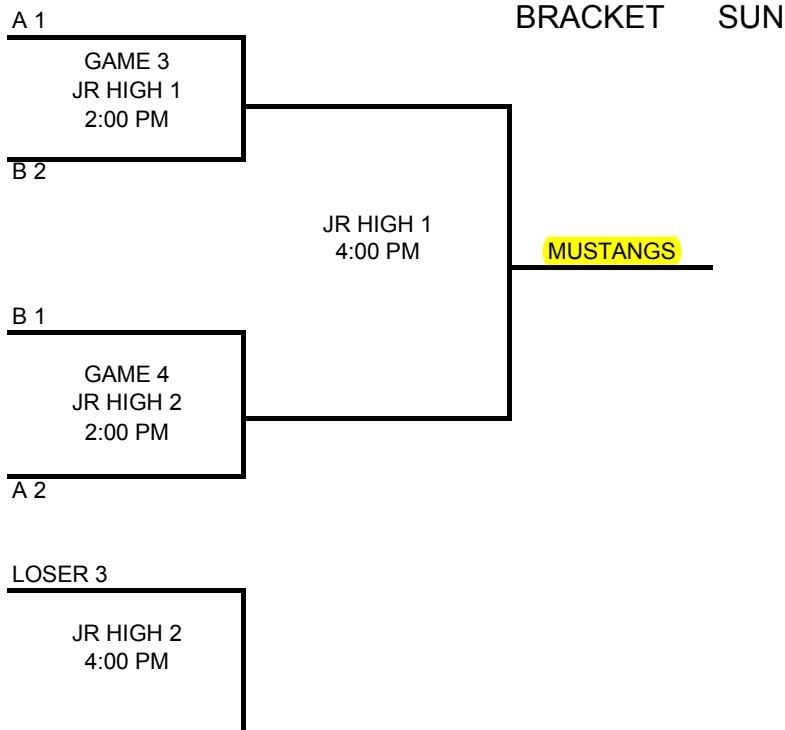 BRACKET SUN
A 1
GAME 3
JR HIGH 1
2:00 PM
B 2
JR HIGH 1
4:00 PM
MUSTANGS
B 1
GAME 4
JR HIGH 2
2:00 PM
A 2
LOSER 3
JR HIGH 2
4:00 PM